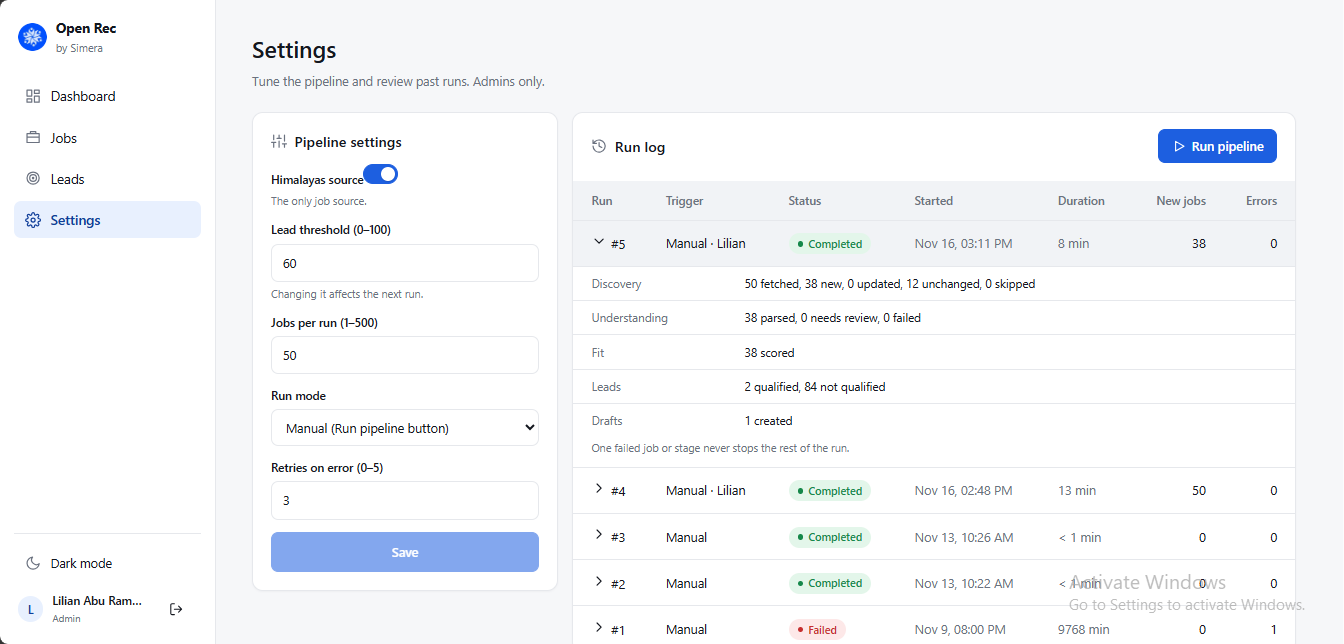 Open Rec
by Simera
Dashboard
Jobs
Leads
Settings
Dark mode
L
Lilian Abu Ram...
Admin
Settings
Tune the pipeline and review past runs. Admins only.
Pipeline settings
Himalayas source
The only job source.
Lead threshold (0–100)
60
Changing it affects the next run.
Jobs per run (1–500)
50
Run mode
Manual (Run pipeline button)
Retries on error (0–5)
3
Save
Run log
Run pipeline
Run Trigger Status Started Duration New jobs Errors
#5 Manual · Lilian Completed Nov 16, 03:11 PM 8 min 38 0
Discovery 50 fetched, 38 new, 0 updated, 12 unchanged, 0 skipped
Understanding 38 parsed, 0 needs review, 0 failed
Fit 38 scored
Leads 2 qualified, 84 not qualified
Drafts 1 created
One failed job or stage never stops the rest of the run.
#4 Manual · Lilian Completed Nov 16, 02:48 PM 13 min 50 0
#3 Manual Completed Nov 13, 10:26 AM < 1 min 0 0
#2 Manual Completed Nov 13, 10:22 AM < 1 min 0 0
#1 Manual Failed Nov 9, 08:00 PM 9768 min 0 1
Activate Windows
Go to Settings to activate Windows.